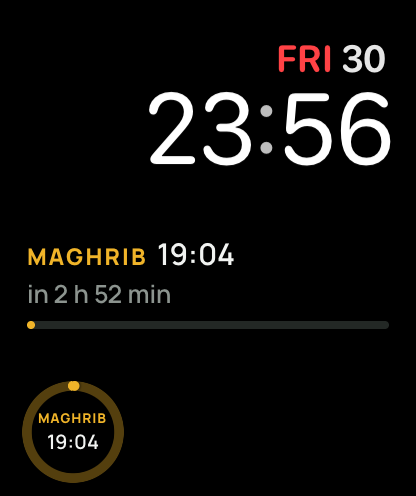 FRI 30
23:56
MAGHRIB 19:04
in 2 h 52 min
MAGHRIB
19:04